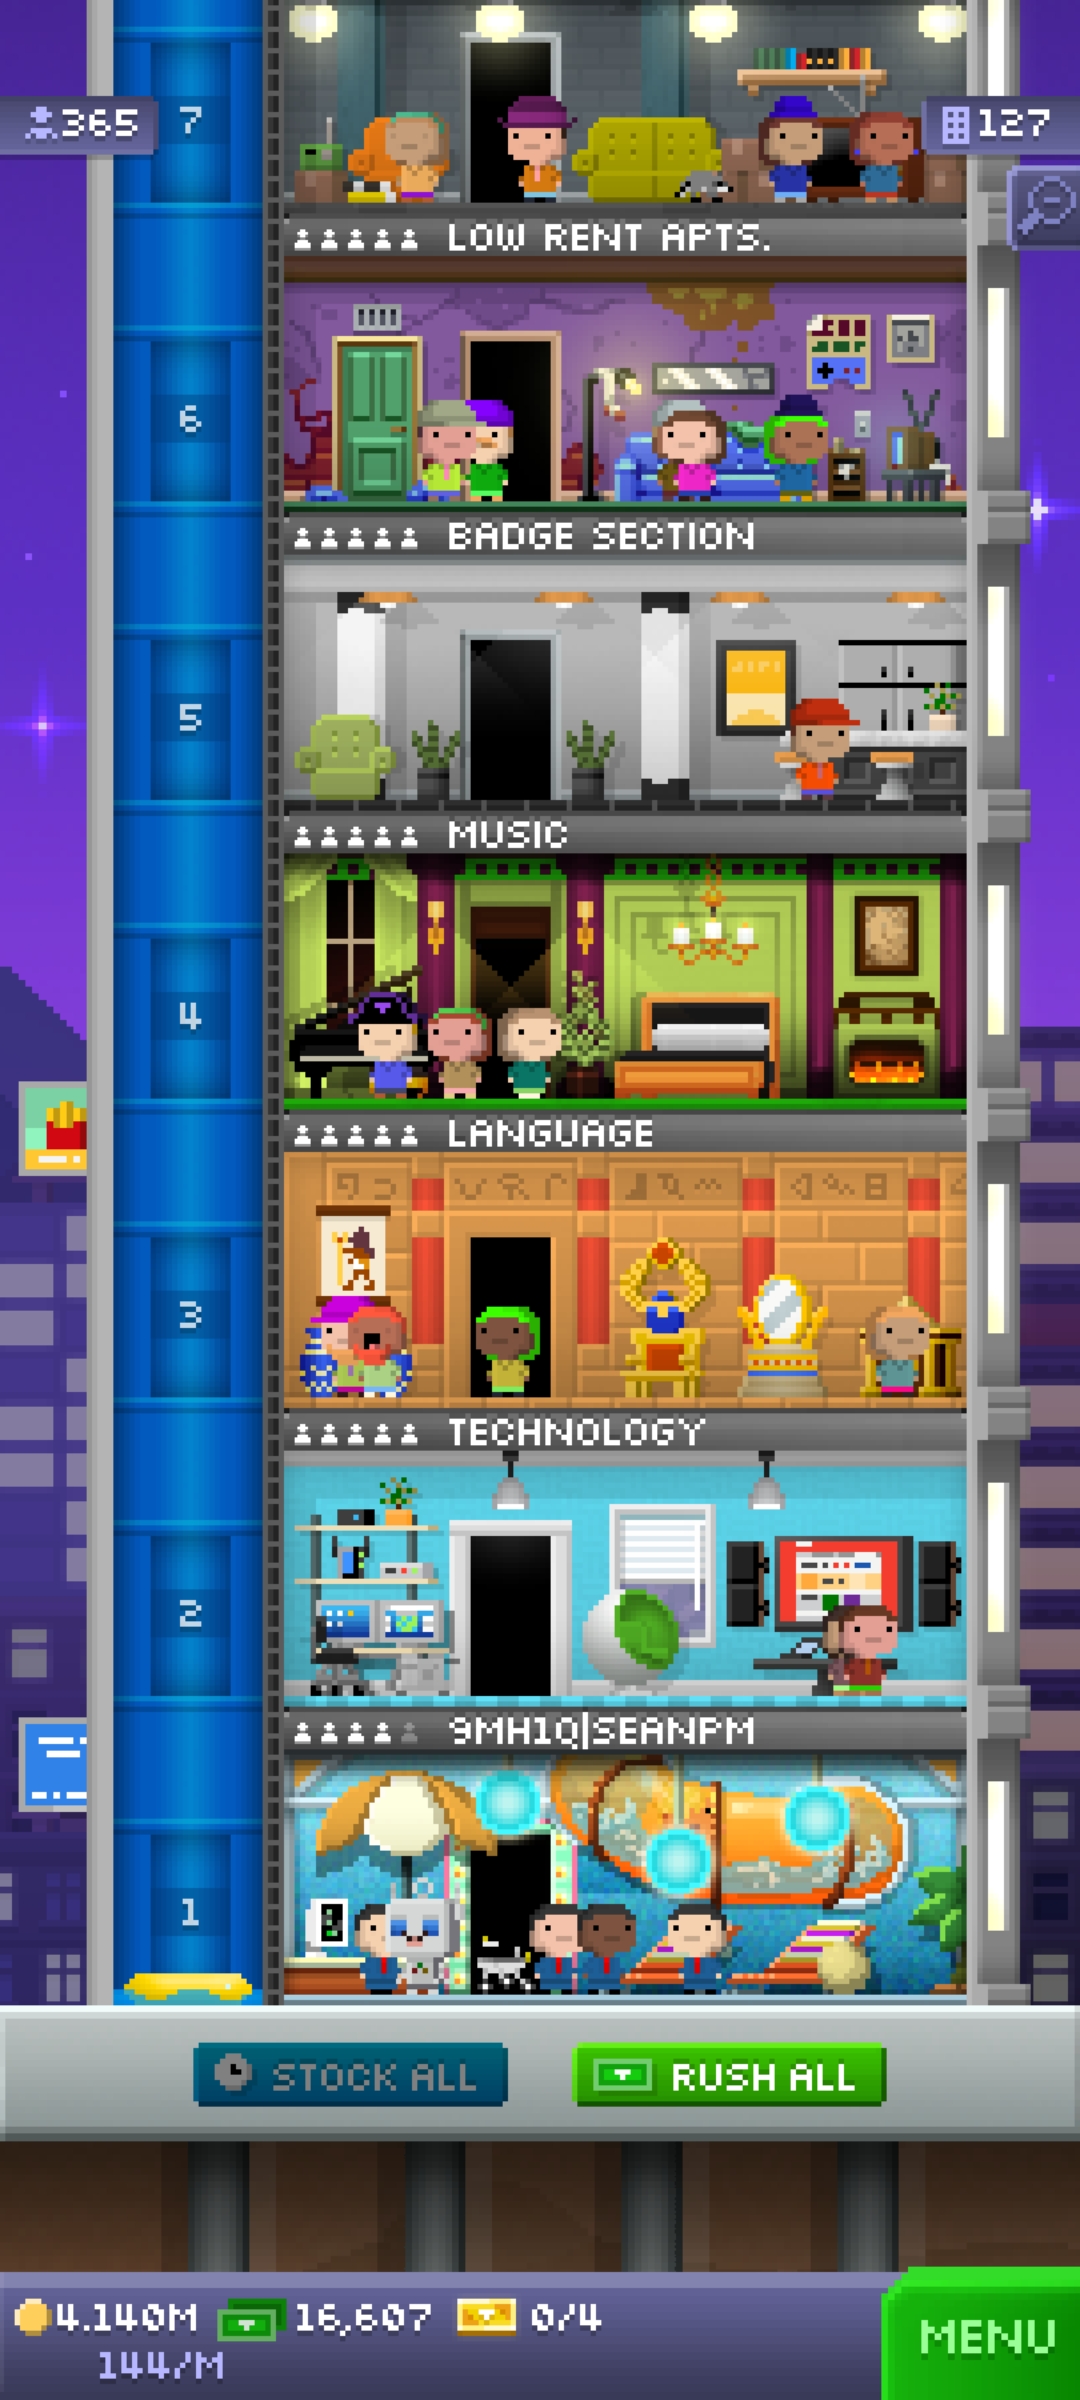 365
7
127
LOW RENT APTS.
6
BADGE SECTION
5
MUSIC
4
LANGUAGE
3
TECHNOLOGY
2
9MH1Q|SEANPM
1
STOCK ALL
RUSH ALL
4.140M
16,607
0/4
144/M
MENU